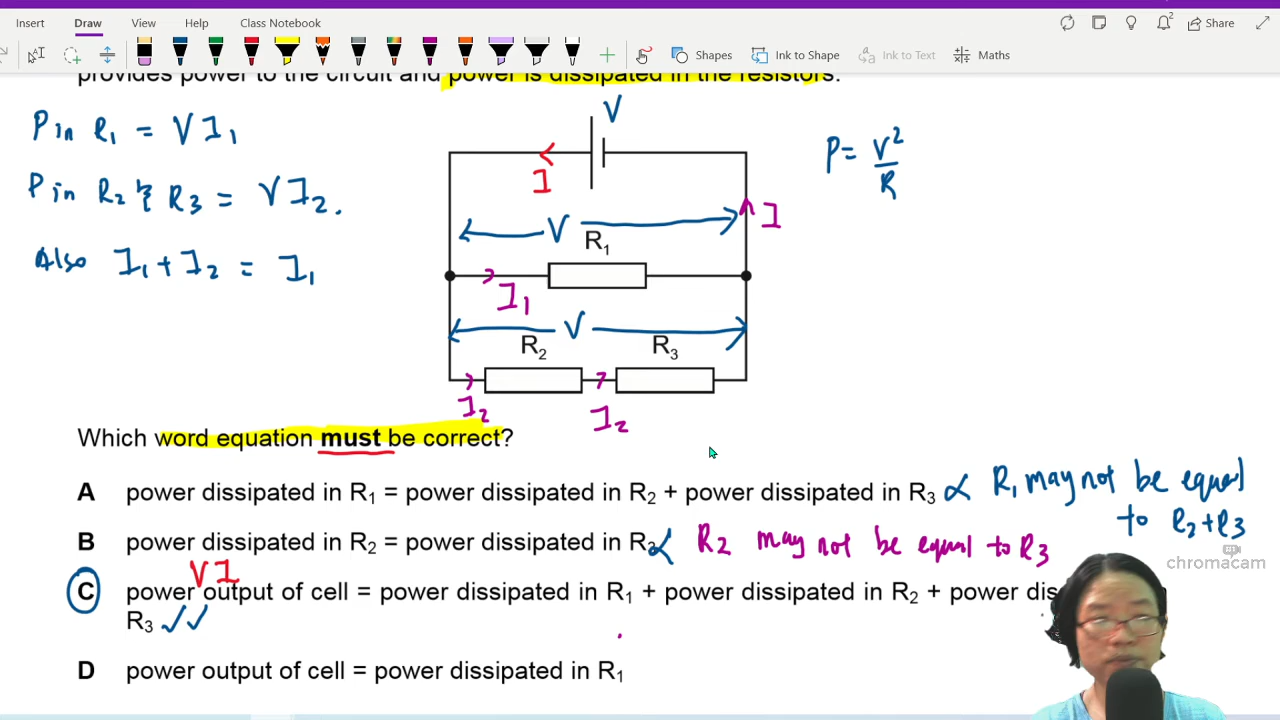 Insert Draw View Help Class Notebook Share
Shapes Ink to Shape Ink to Text Maths
provides power to the circuit and power is dissipated in the resistors.
P in R1 = VI1
P in R2 & R3 = VI2.
Also I1 + I2 = I1
V
I
P = V²/R
V
I
R1
I1
V
R2 R3
I2 I2
Which word equation must be correct?
A power dissipated in R1 = power dissipated in R2 + power dissipated in R3
R1 may not be equal
to R2+R3
B power dissipated in R2 = power dissipated in
R2 may not be equal to R3
chromacam
VI
C power output of cell = power dissipated in R1 + power dissipated in R2 + power dis
R3 ✓✓
D power output of cell = power dissipated in R1